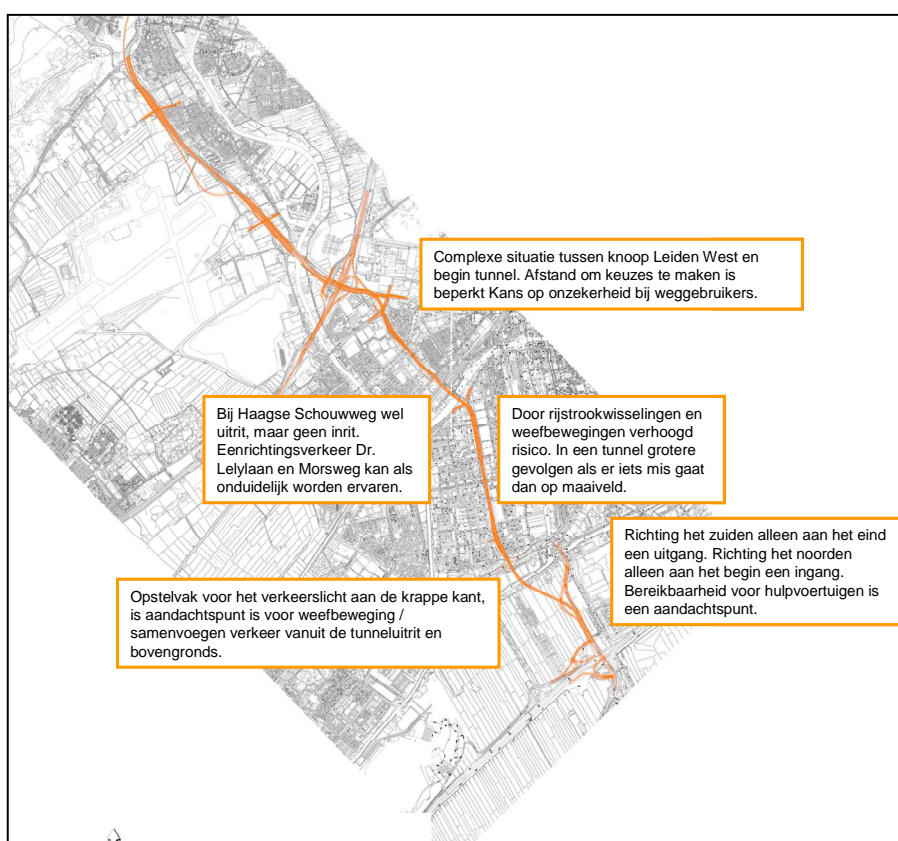 Complexe situatie tussen knoop Leiden West en
begin tunnel. Afstand om keuzes te maken is
beperkt Kans op onzekerheid bij weggebruikers.
Bij Haagse Schouwweg wel
uitrit, maar geen inrit.
Eenrichtingsverkeer Dr.
Lelylaan en Morsweg kan als
onduidelijk worden ervaren.
Door rijstrookwisselingen en
weefbewegingen verhoogd
risico. In een tunnel grotere
gevolgen als er iets mis gaat
dan op maaiveld.
Richting het zuiden alleen aan het eind
een uitgang. Richting het noorden
alleen aan het begin een ingang.
Bereikbaarheid voor hulpvoertuigen is
een aandachtspunt.
Opstelvak voor het verkeerslicht aan de krappe kant,
is aandachtspunt is voor weefbeweging /
samenvoegen verkeer vanuit de tunneluitrit en
bovengronds.